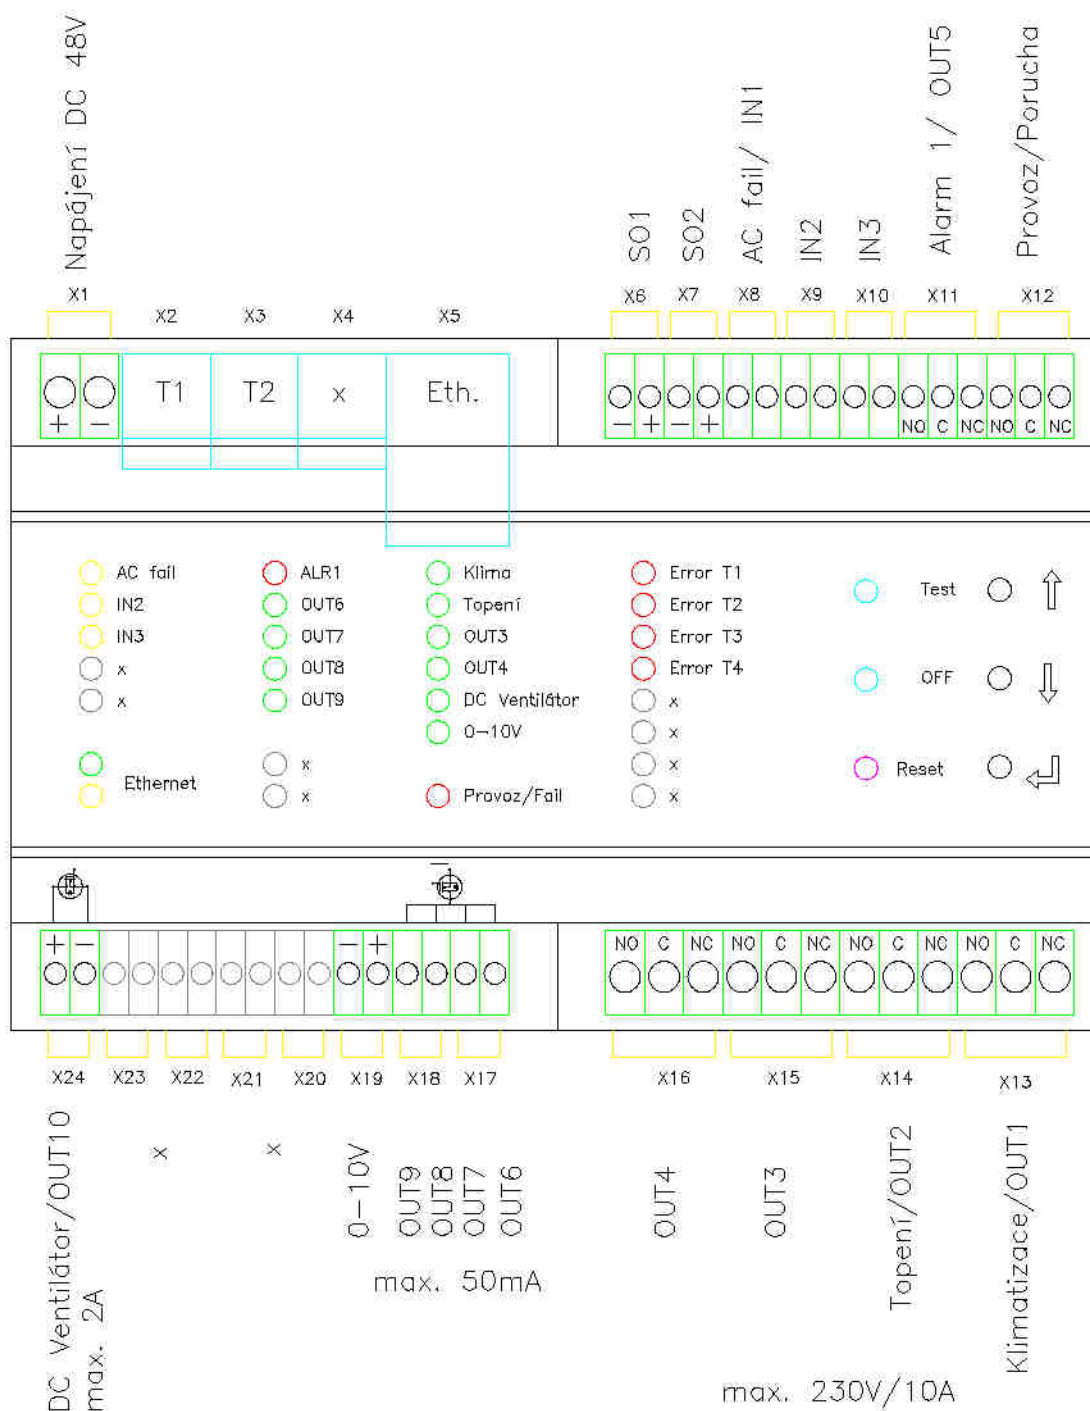 Napájení DC 48V
SO1
SO2
AC fail/ IN1
IN2
IN3
Alarm 1/ OUT5
Provoz/Porucha
X1
X2
X3
X4
X5
X6
X7
X8
X9
X10
X11
X12
T1
T2
x
Eth.
+ −
− + − +
NO C NC NO C NC
AC fail
IN2
IN3
x
x
Ethernet
ALR1
OUT6
OUT7
OUT8
OUT9
x
x
Klima
Topení
OUT3
OUT4
DC Ventilátor
0-10V
Provoz/Fail
Error T1
Error T2
Error T3
Error T4
x
x
x
x
Test
OFF
Reset
+ −
− +
NO C NC NO C NC NO C NC NO C NC
X24
X23
X22
X21
X20
X19
X18
X17
X16
X15
X14
X13
DC Ventilátor/OUT10
max. 2A
x
x
0-10V
OUT9
OUT8
OUT7
OUT6
max. 50mA
OUT4
OUT3
Topení/OUT2
Klimatizace/OUT1
max. 230V/10A